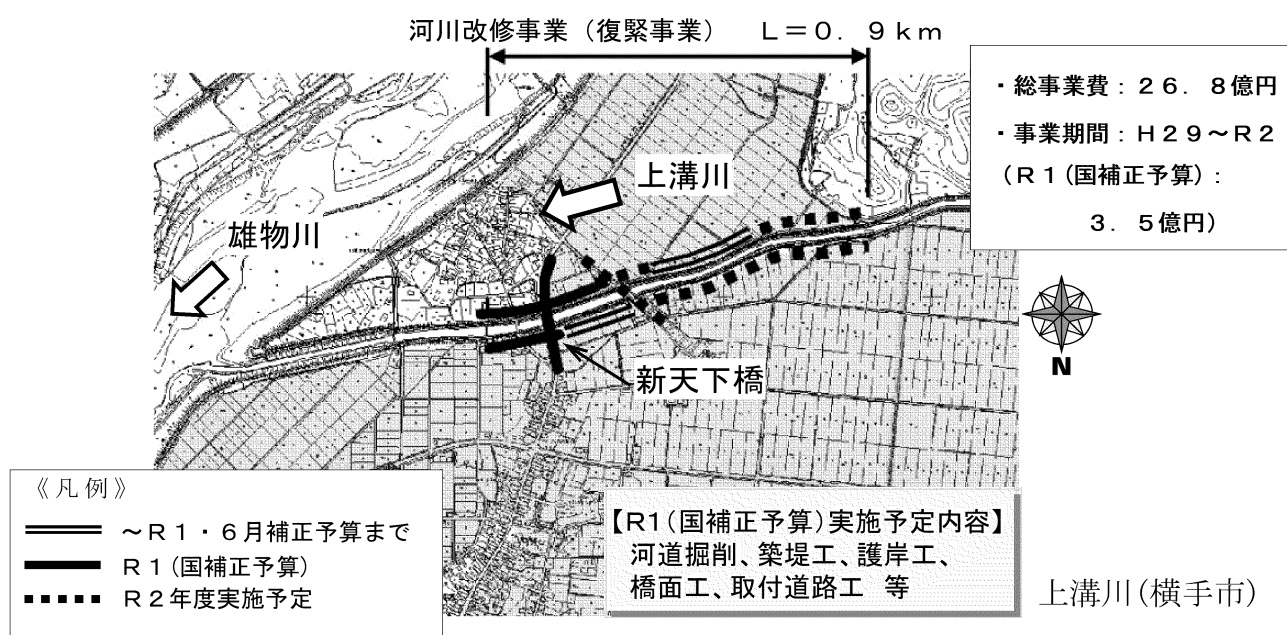 河川改修事業（復緊事業）　L＝0．9km
・総事業費：26．8億円
・事業期間：H29～R2
（R1(国補正予算)：
3．5億円）
上溝川
雄物川
新天下橋
N
《凡例》
～R1・6月補正予算まで
R1(国補正予算)
R2年度実施予定
【R1(国補正予算)実施予定内容】
河道掘削、築堤工、護岸工、
橋面工、取付道路工　等
上溝川(横手市)